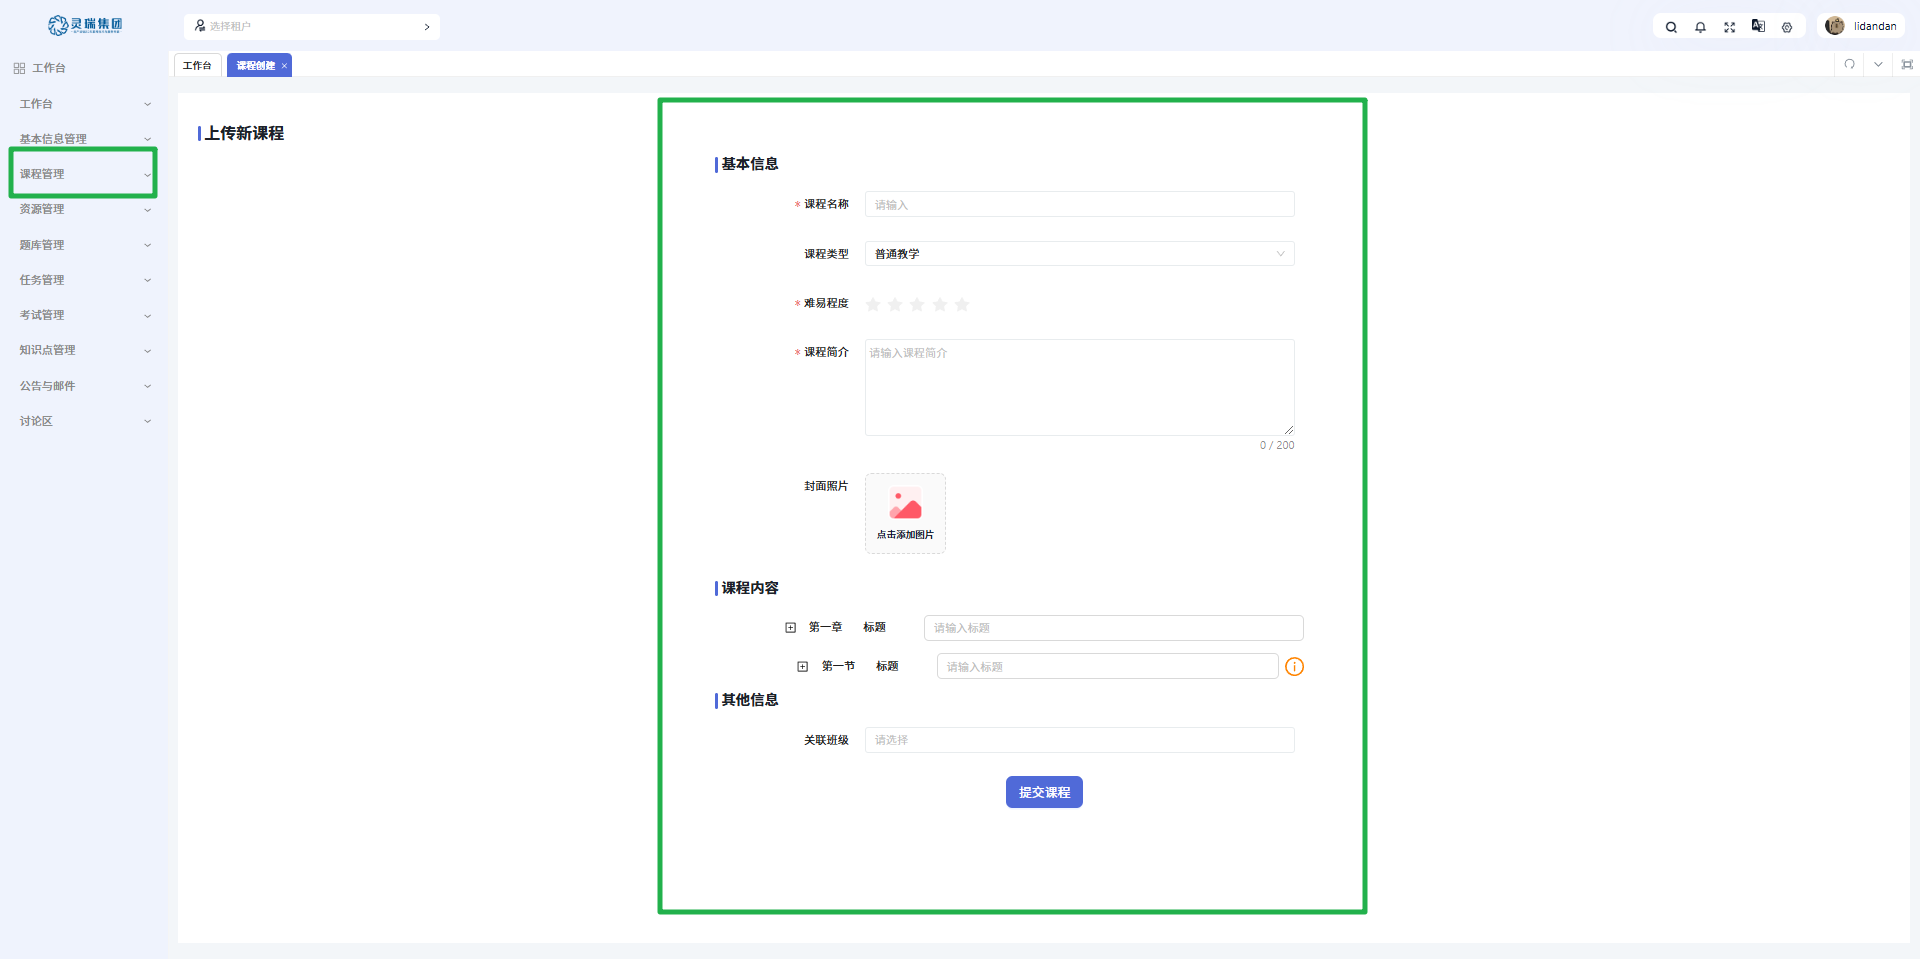 灵瑞集团
选择租户
lidandan
工作台
工作台 课程创建
工作台
基本信息管理
课程管理
资源管理
题库管理
任务管理
考试管理
知识点管理
公告与邮件
讨论区
上传新课程
基本信息
* 课程名称 请输入
课程类型 普通教学
* 难易程度
* 课程简介 请输入课程简介
0 / 200
封面照片
点击添加图片
课程内容
第一章 标题 请输入标题
第一节 标题 请输入标题
其他信息
关联班级 请选择
提交课程